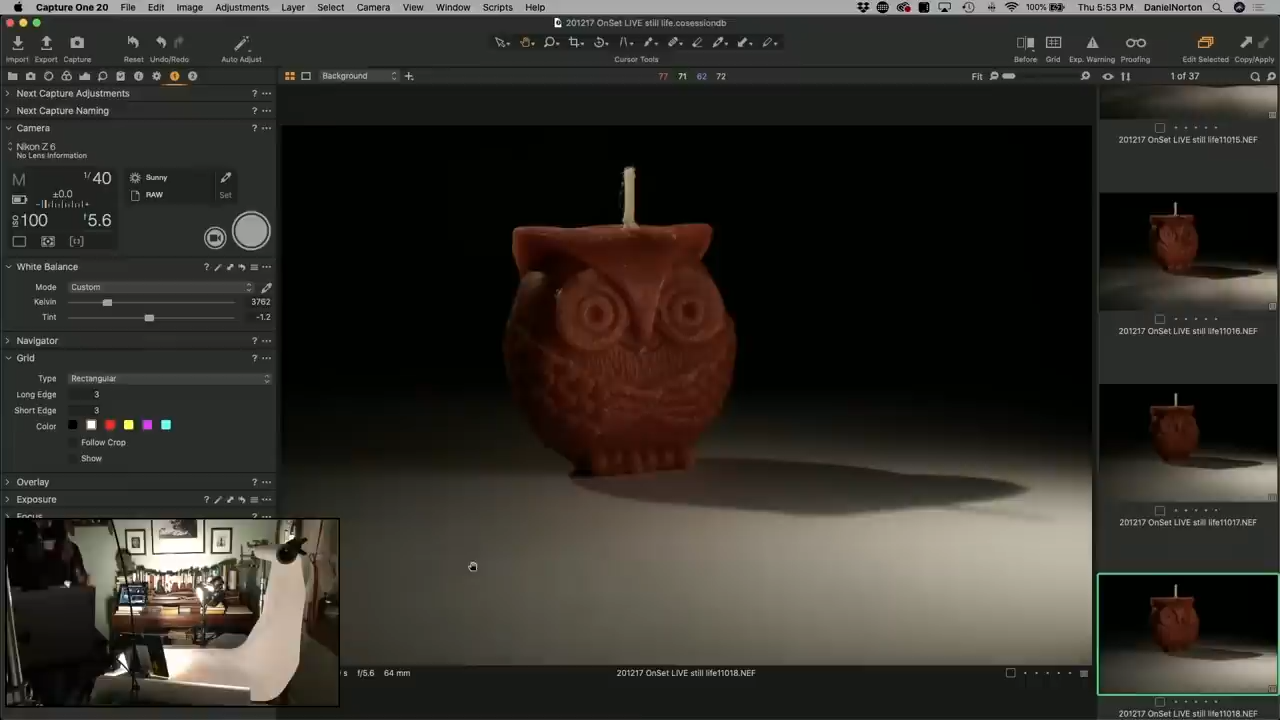 Capture One 20 File Edit Image Adjustments Layer Select Camera View Window Scripts Help 100% Thu 5:53 PM DanielNorton
201217 OnSet LIVE still life.cosessiondb
Import Export Capture Reset Undo/Redo Auto Adjust Cursor Tools Before Grid Exp. Warning Proofing Edit Selected Copy/Apply
Background 77 71 62 72 Fit 1 of 37
Next Capture Adjustments ?
Next Capture Naming ?
Camera ?
Nikon Z 6
No Lens Information
M 1/40 Sunny
±0.0 RAW Set
ISO 100 f5.6
White Balance ?
Mode Custom
Kelvin 3762
Tint -1.2
Navigator ?
Grid ?
Type Rectangular
Long Edge 3
Short Edge 3
Color
Follow Crop
Show
Overlay ?
Exposure ?
Focus
s f/5.6 64 mm
201217 OnSet LIVE still life11018.NEF
201217 OnSet LIVE still life11015.NEF
201217 OnSet LIVE still life11016.NEF
201217 OnSet LIVE still life11017.NEF
201217 OnSet LIVE still life11018.NEF